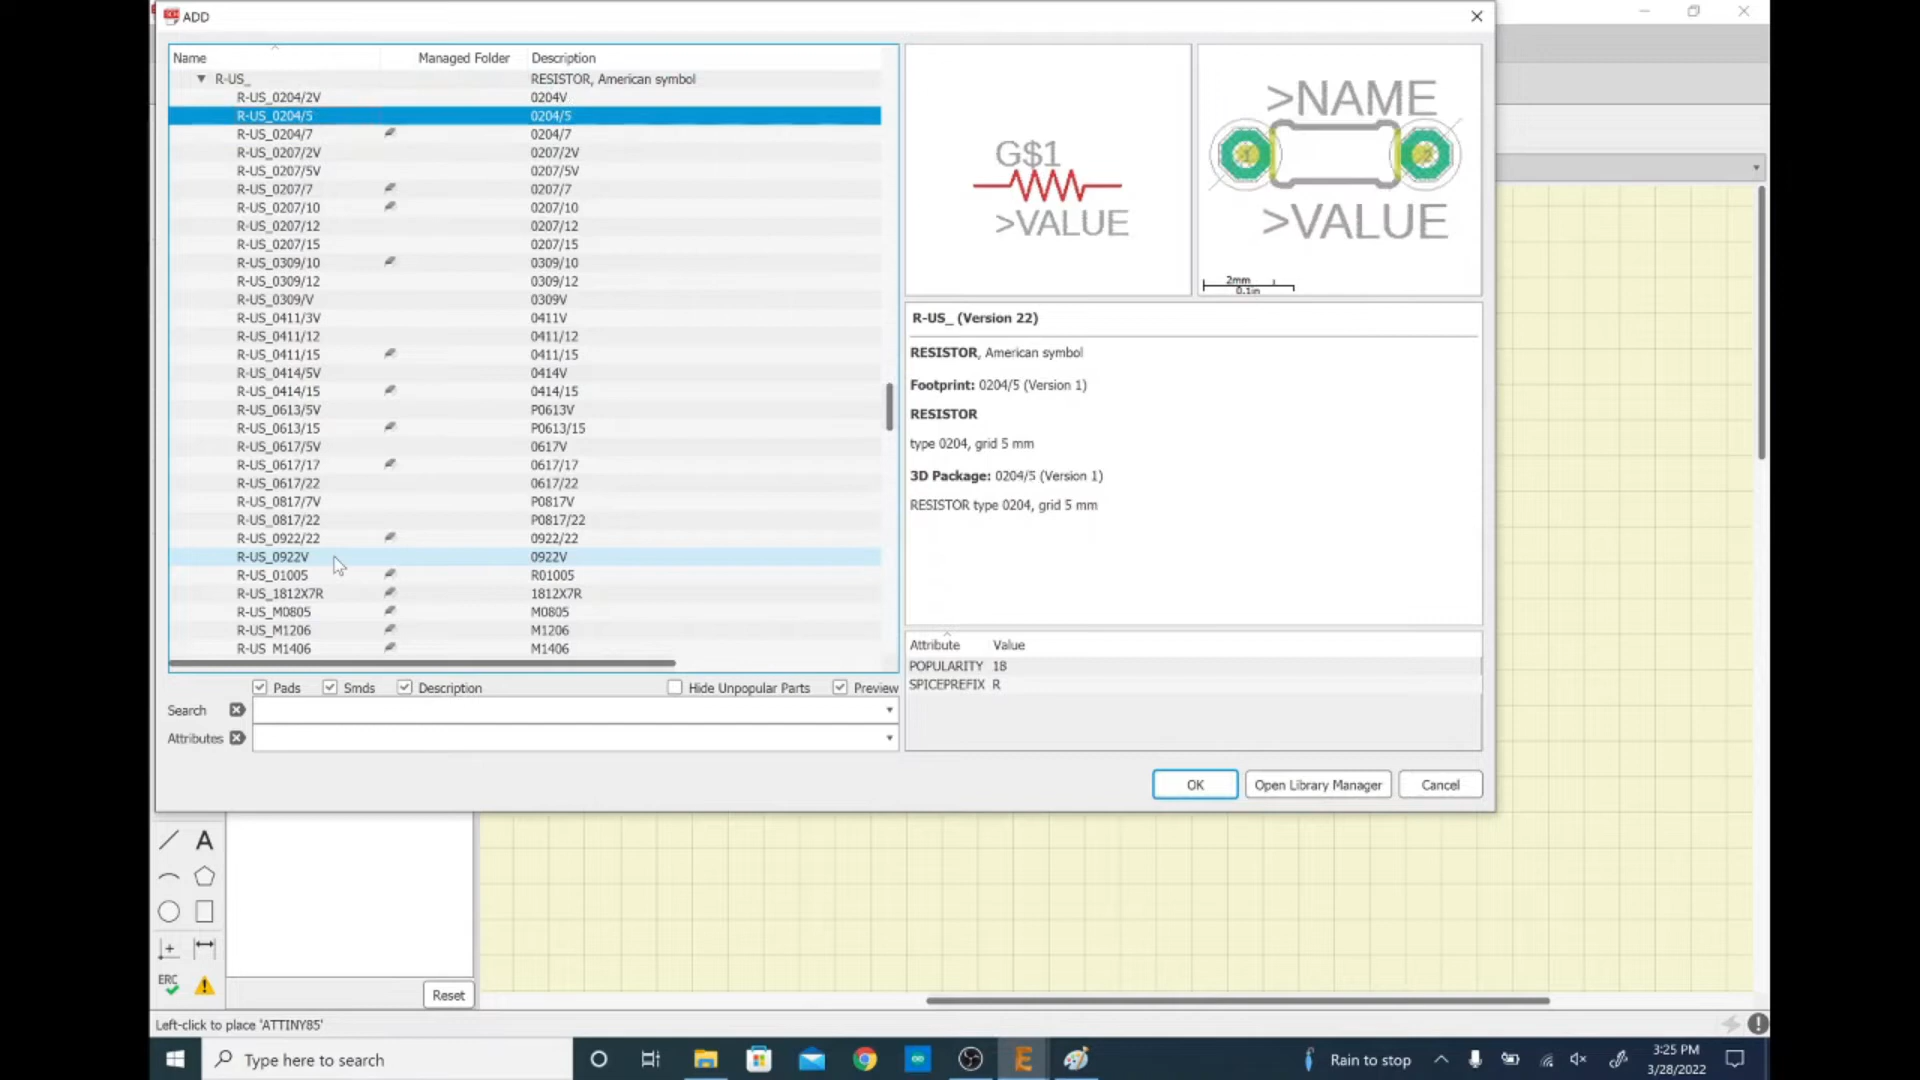 ADD
Name Managed Folder Description
R-US_ RESISTOR, American symbol
R-US_0204/2V 0204V
R-US_0204/5 0204/5
R-US_0204/7 0204/7
R-US_0207/2V 0207/2V
R-US_0207/5V 0207/5V
R-US_0207/7 0207/7
R-US_0207/10 0207/10
R-US_0207/12 0207/12
R-US_0207/15 0207/15
R-US_0309/10 0309/10
R-US_0309/12 0309/12
R-US_0309/V 0309V
R-US_0411/3V 0411V
R-US_0411/12 0411/12
R-US_0411/15 0411/15
R-US_0414/5V 0414V
R-US_0414/15 0414/15
R-US_0613/5V P0613V
R-US_0613/15 P0613/15
R-US_0617/5V 0617V
R-US_0617/17 0617/17
R-US_0617/22 0617/22
R-US_0817/7V P0817V
R-US_0817/22 P0817/22
R-US_0922/22 0922/22
R-US_0922V 0922V
R-US_01005 R01005
R-US_1812X7R 1812X7R
R-US_M0805 M0805
R-US_M1206 M1206
R-US_M1406 M1406
Pads Smds Description Hide Unpopular Parts Preview
Search
Attributes
G$1
>VALUE
>NAME
1 2
>VALUE
2mm
0.1in
R-US_ (Version 22)
RESISTOR, American symbol
Footprint: 0204/5 (Version 1)
RESISTOR
type 0204, grid 5 mm
3D Package: 0204/5 (Version 1)
RESISTOR type 0204, grid 5 mm
Attribute Value
POPULARITY 18
SPICEPREFIX R
OK Open Library Manager Cancel
A
ERC
Reset
Left-click to place 'ATTINY85'
Type here to search
Rain to stop
3:25 PM
3/28/2022